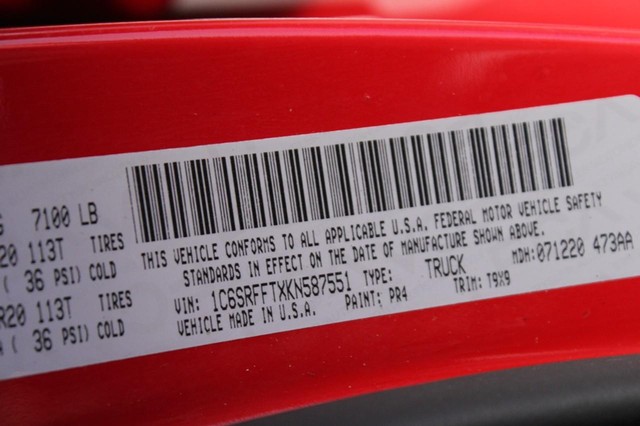 7100 LB
R20 113T TIRES
( 36 PSI) COLD
R20 113T TIRES
( 36 PSI) COLD
THIS VEHICLE CONFORMS TO ALL APPLICABLE U.S.A. FEDERAL MOTOR VEHICLE SAFETY
STANDARDS IN EFFECT ON THE DATE OF MANUFACTURE SHOWN ABOVE.
MDH: 071220 473AA
VIN: 1C6SRFFTXKN587551 TYPE: TRUCK
VEHICLE MADE IN U.S.A. PAINT: PR4 TRIM: T9X9